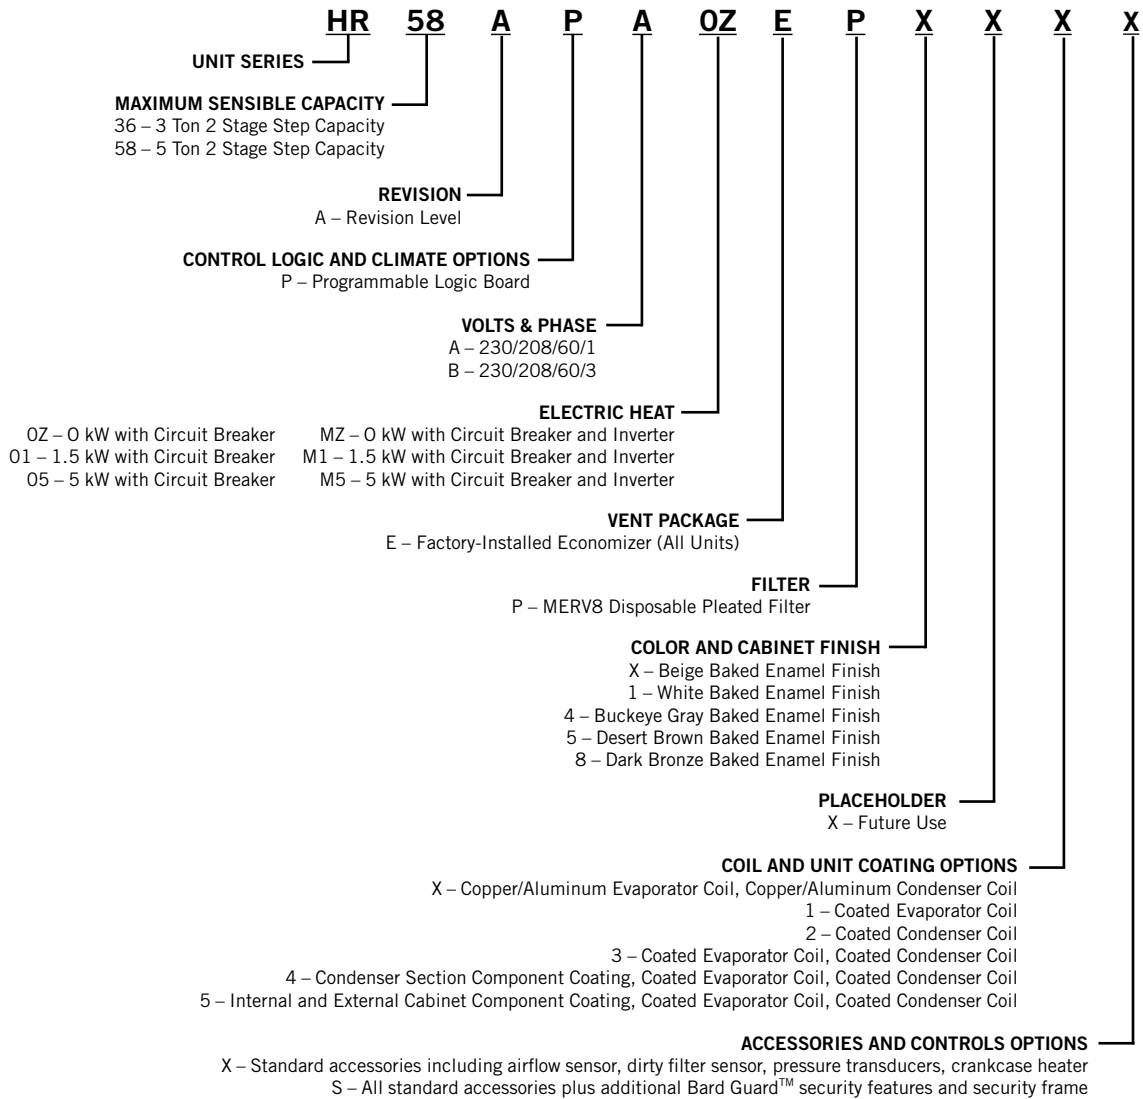 HR 58 A P A 0Z E P X X X X
UNIT SERIES
MAXIMUM SENSIBLE CAPACITY
36 – 3 Ton 2 Stage Step Capacity
58 – 5 Ton 2 Stage Step Capacity
REVISION
A – Revision Level
CONTROL LOGIC AND CLIMATE OPTIONS
P – Programmable Logic Board
VOLTS & PHASE
A – 230/208/60/1
B – 230/208/60/3
ELECTRIC HEAT
0Z – 0 kW with Circuit Breaker MZ – 0 kW with Circuit Breaker and Inverter
01 – 1.5 kW with Circuit Breaker M1 – 1.5 kW with Circuit Breaker and Inverter
05 – 5 kW with Circuit Breaker M5 – 5 kW with Circuit Breaker and Inverter
VENT PACKAGE
E – Factory-Installed Economizer (All Units)
FILTER
P – MERV8 Disposable Pleated Filter
COLOR AND CABINET FINISH
X – Beige Baked Enamel Finish
1 – White Baked Enamel Finish
4 – Buckeye Gray Baked Enamel Finish
5 – Desert Brown Baked Enamel Finish
8 – Dark Bronze Baked Enamel Finish
PLACEHOLDER
X – Future Use
COIL AND UNIT COATING OPTIONS
X – Copper/Aluminum Evaporator Coil, Copper/Aluminum Condenser Coil
1 – Coated Evaporator Coil
2 – Coated Condenser Coil
3 – Coated Evaporator Coil, Coated Condenser Coil
4 – Condenser Section Component Coating, Coated Evaporator Coil, Coated Condenser Coil
5 – Internal and External Cabinet Component Coating, Coated Evaporator Coil, Coated Condenser Coil
ACCESSORIES AND CONTROLS OPTIONS
X – Standard accessories including airflow sensor, dirty filter sensor, pressure transducers, crankcase heater
S – All standard accessories plus additional Bard Guard™ security features and security frame